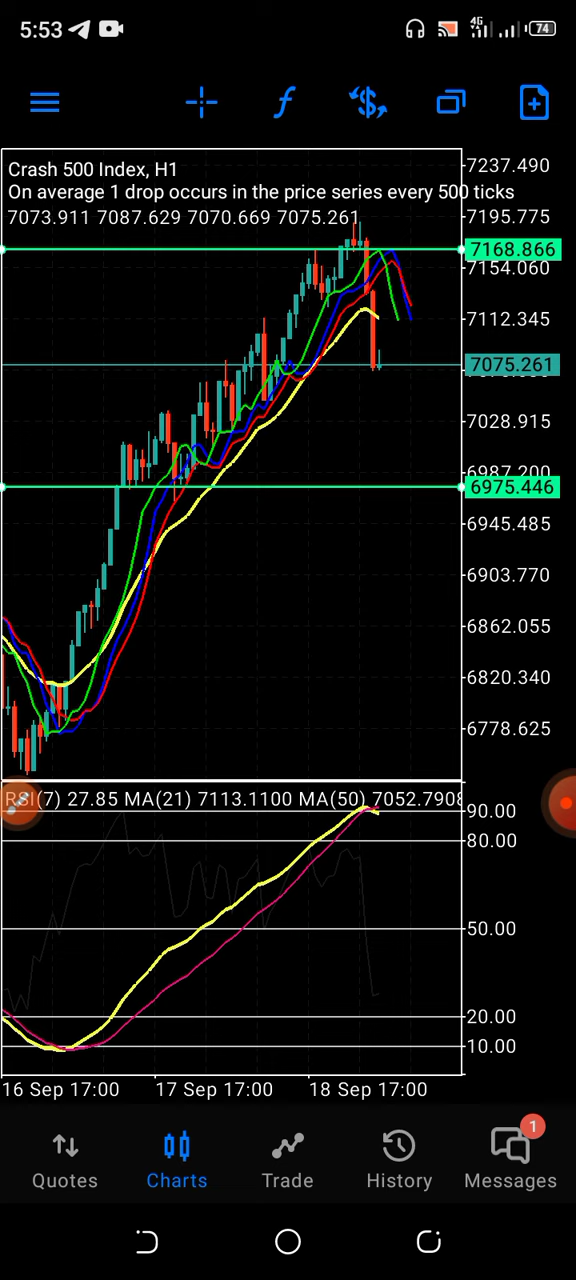 5:53
4G
74
Crash 500 Index, H1
On average 1 drop occurs in the price series every 500 ticks
7073.911 7087.629 7070.669 7075.261
7237.490
7195.775
7168.866
7154.060
7112.345
7075.261
7028.915
6987.200
6975.446
6945.485
6903.770
6862.055
6820.340
6778.625
RSI(7) 27.85 MA(21) 7113.1100 MA(50) 7052.7908
90.00
80.00
50.00
20.00
10.00
16 Sep 17:00
17 Sep 17:00
18 Sep 17:00
1
Quotes
Charts
Trade
History
Messages